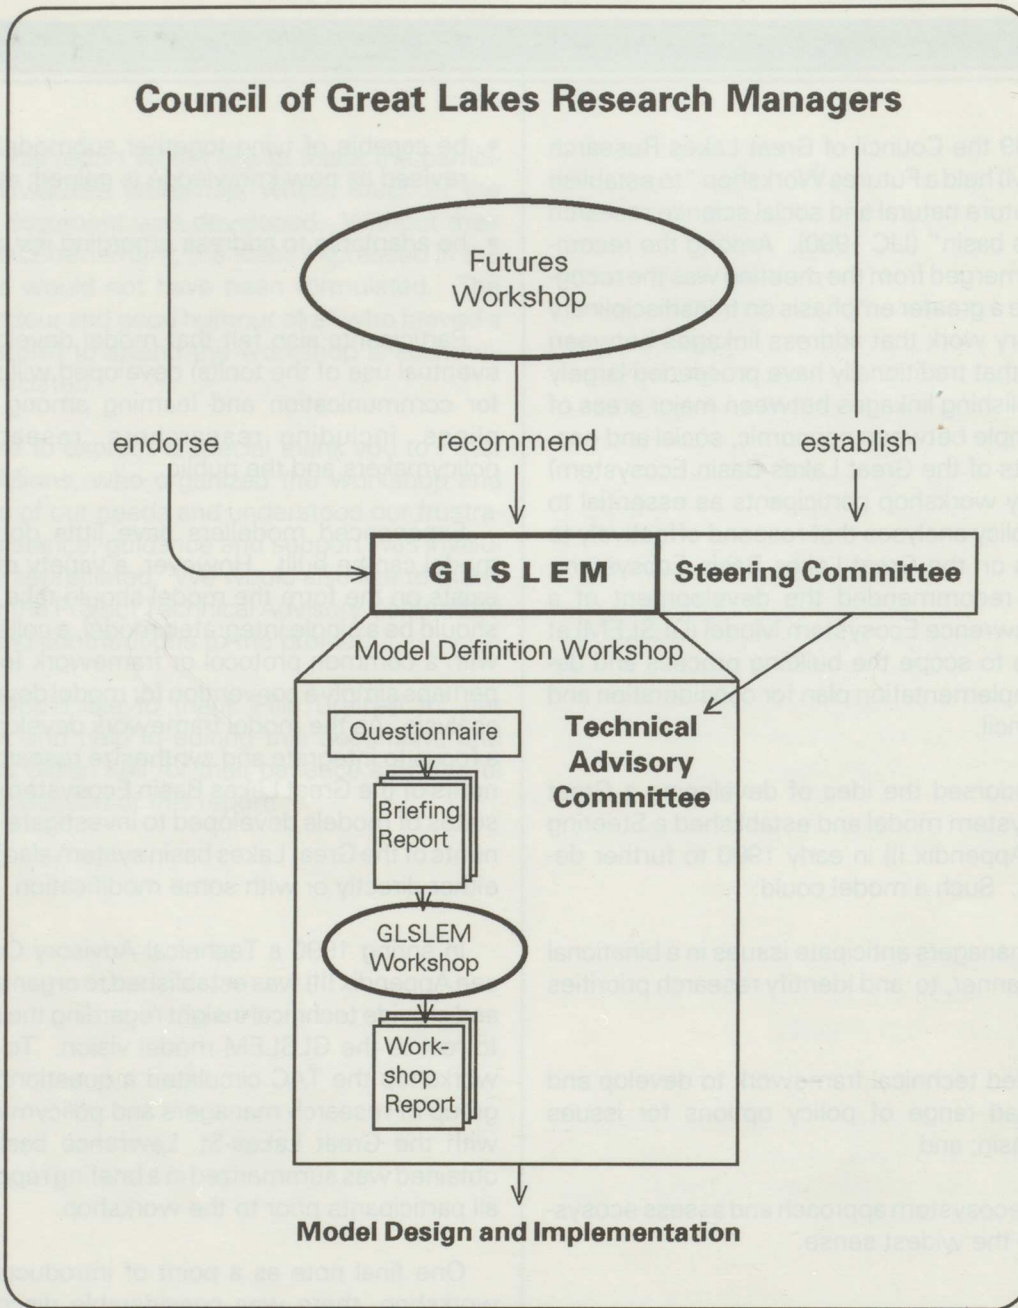 Council of Great Lakes Research Managers
Futures
Workshop
endorse
recommend
establish
GLSLEM
Steering Committee
Model Definition Workshop
Questionnaire
Technical
Advisory
Committee
Briefing
Report
GLSLEM
Workshop
Work-
shop
Report
Model Design and Implementation